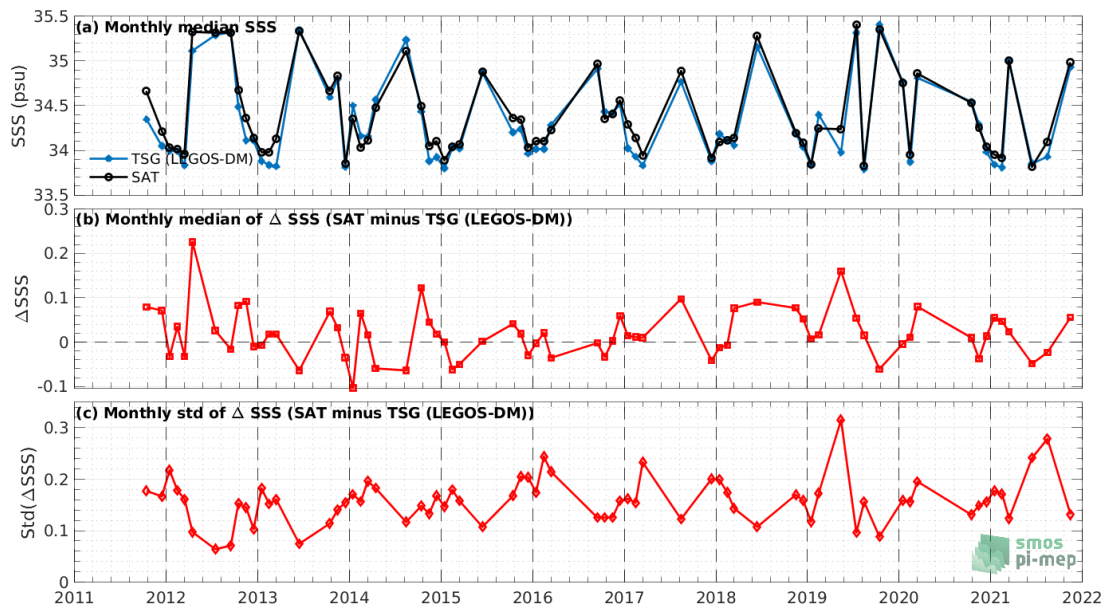 (a) Monthly median SSS
35.5
35
34.5
34
33.5
SSS (psu)
TSG (LEGOS-DM)
SAT
(b) Monthly median of Δ SSS (SAT minus TSG (LEGOS-DM))
0.3
0.2
0.1
0
-0.1
ΔSSS
(c) Monthly std of Δ SSS (SAT minus TSG (LEGOS-DM))
0.3
0.2
0.1
0
Std(ΔSSS)
smos
pi-mep
2011 2012 2013 2014 2015 2016 2017 2018 2019 2020 2021 2022